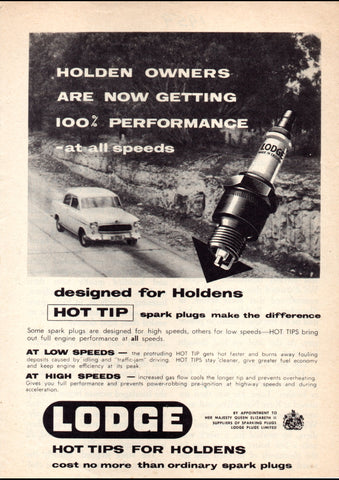 HOLDEN OWNERS
ARE NOW GETTING
100% PERFORMANCE
-at all speeds
LODGE
designed for Holdens
HOT TIP spark plugs make the difference
Some spark plugs are designed for high speeds, others for low speeds—HOT TIPS bring
out full engine performance at all speeds.
AT LOW SPEEDS — the protruding HOT TIP gets hot faster and burns away fouling
deposits caused by idling and "traffic-jam" driving. HOT TIPS stay cleaner, give greater fuel economy
and keep engine efficiency at its peak.
AT HIGH SPEEDS — increased gas flow cools the longer tip and prevents overheating.
Gives you full performance and prevents power-robbing pre-ignition at highway speeds and during
acceleration.
LODGE
BY APPOINTMENT TO
HER MAJESTY QUEEN ELIZABETH II
SUPPLIERS OF SPARKING PLUGS
LODGE PLUGS LIMITED
HOT TIPS FOR HOLDENS
cost no more than ordinary spark plugs